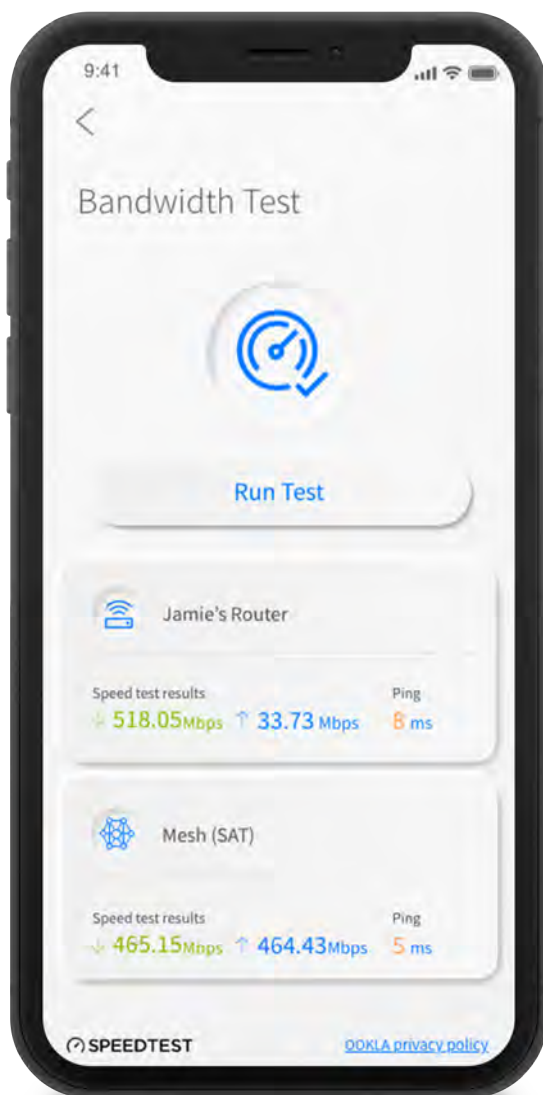 9:41
Bandwidth Test
Run Test
Jamie's Router
Speed test results Ping
↓ 518.05Mbps ↑ 33.73 Mbps 8 ms
Mesh (SAT)
Speed test results Ping
↓ 465.15Mbps ↑ 464.43Mbps 5 ms
SPEEDTEST OOKLA privacy policy